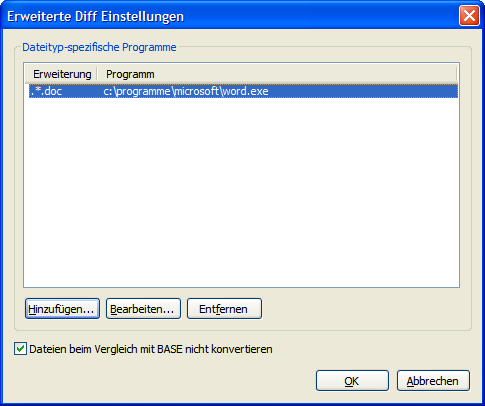 Erweiterte Diff Einstellungen
Dateityp-spezifische Programme
Erweiterung Programm
.*.doc c:\programme\microsoft\word.exe
Hinzufügen... Bearbeiten... Entfernen
Dateien beim Vergleich mit BASE nicht konvertieren
OK Abbrechen